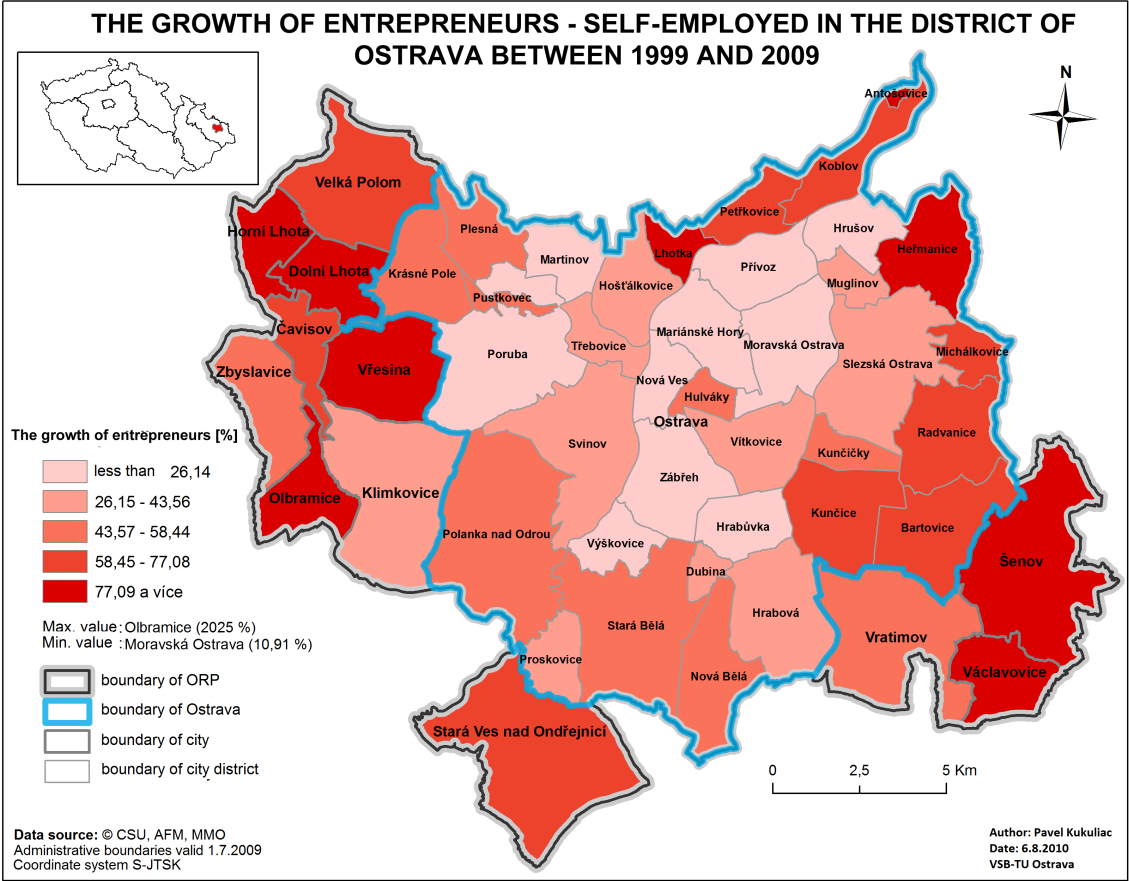 THE GROWTH OF ENTREPRENEURS - SELF-EMPLOYED IN THE DISTRICT OF
OSTRAVA BETWEEN 1999 AND 2009
N
Antošovice
Koblov
Velká Polom
Petřkovice
Horní Lhota
Plesná
Hrušov
Heřmanice
Dolní Lhota
Krásné Pole
Martinov
Lhotka
Přívoz
Pustkovec
Hošťálkovice
Muglinov
Čavisov
Poruba
Třebovice
Mariánské Hory
Moravská Ostrava
Michálkovice
Zbyslavice
Vřesina
Slezská Ostrava
Nová Ves
Hulváky
Ostrava
Radvanice
Svinov
Vítkovice
Kunčičky
Olbramice
Klimkovice
Zábřeh
Polanka nad Odrou
Hrabůvka
Kunčice
Bartovice
Výškovice
Dubina
Šenov
Hrabová
Stará Bělá
Vratimov
Proskovice
Nová Bělá
Václavovice
Stará Ves nad Ondřejnicí
The growth of entrepreneurs [%]
less than 26,14
26,15 - 43,56
43,57 - 58,44
58,45 - 77,08
77,09 a více
Max. value: Olbramice (2025 %)
Min. value : Moravská Ostrava (10,91 %)
boundary of ORP
boundary of Ostrava
boundary of city
boundary of city district
0 2,5 5 Km
Data source: © CSU, AFM, MMO
Administrative boundaries valid 1.7.2009
Coordinate system S-JTSK
Author: Pavel Kukuliac
Date: 6.8.2010
VSB-TU Ostrava